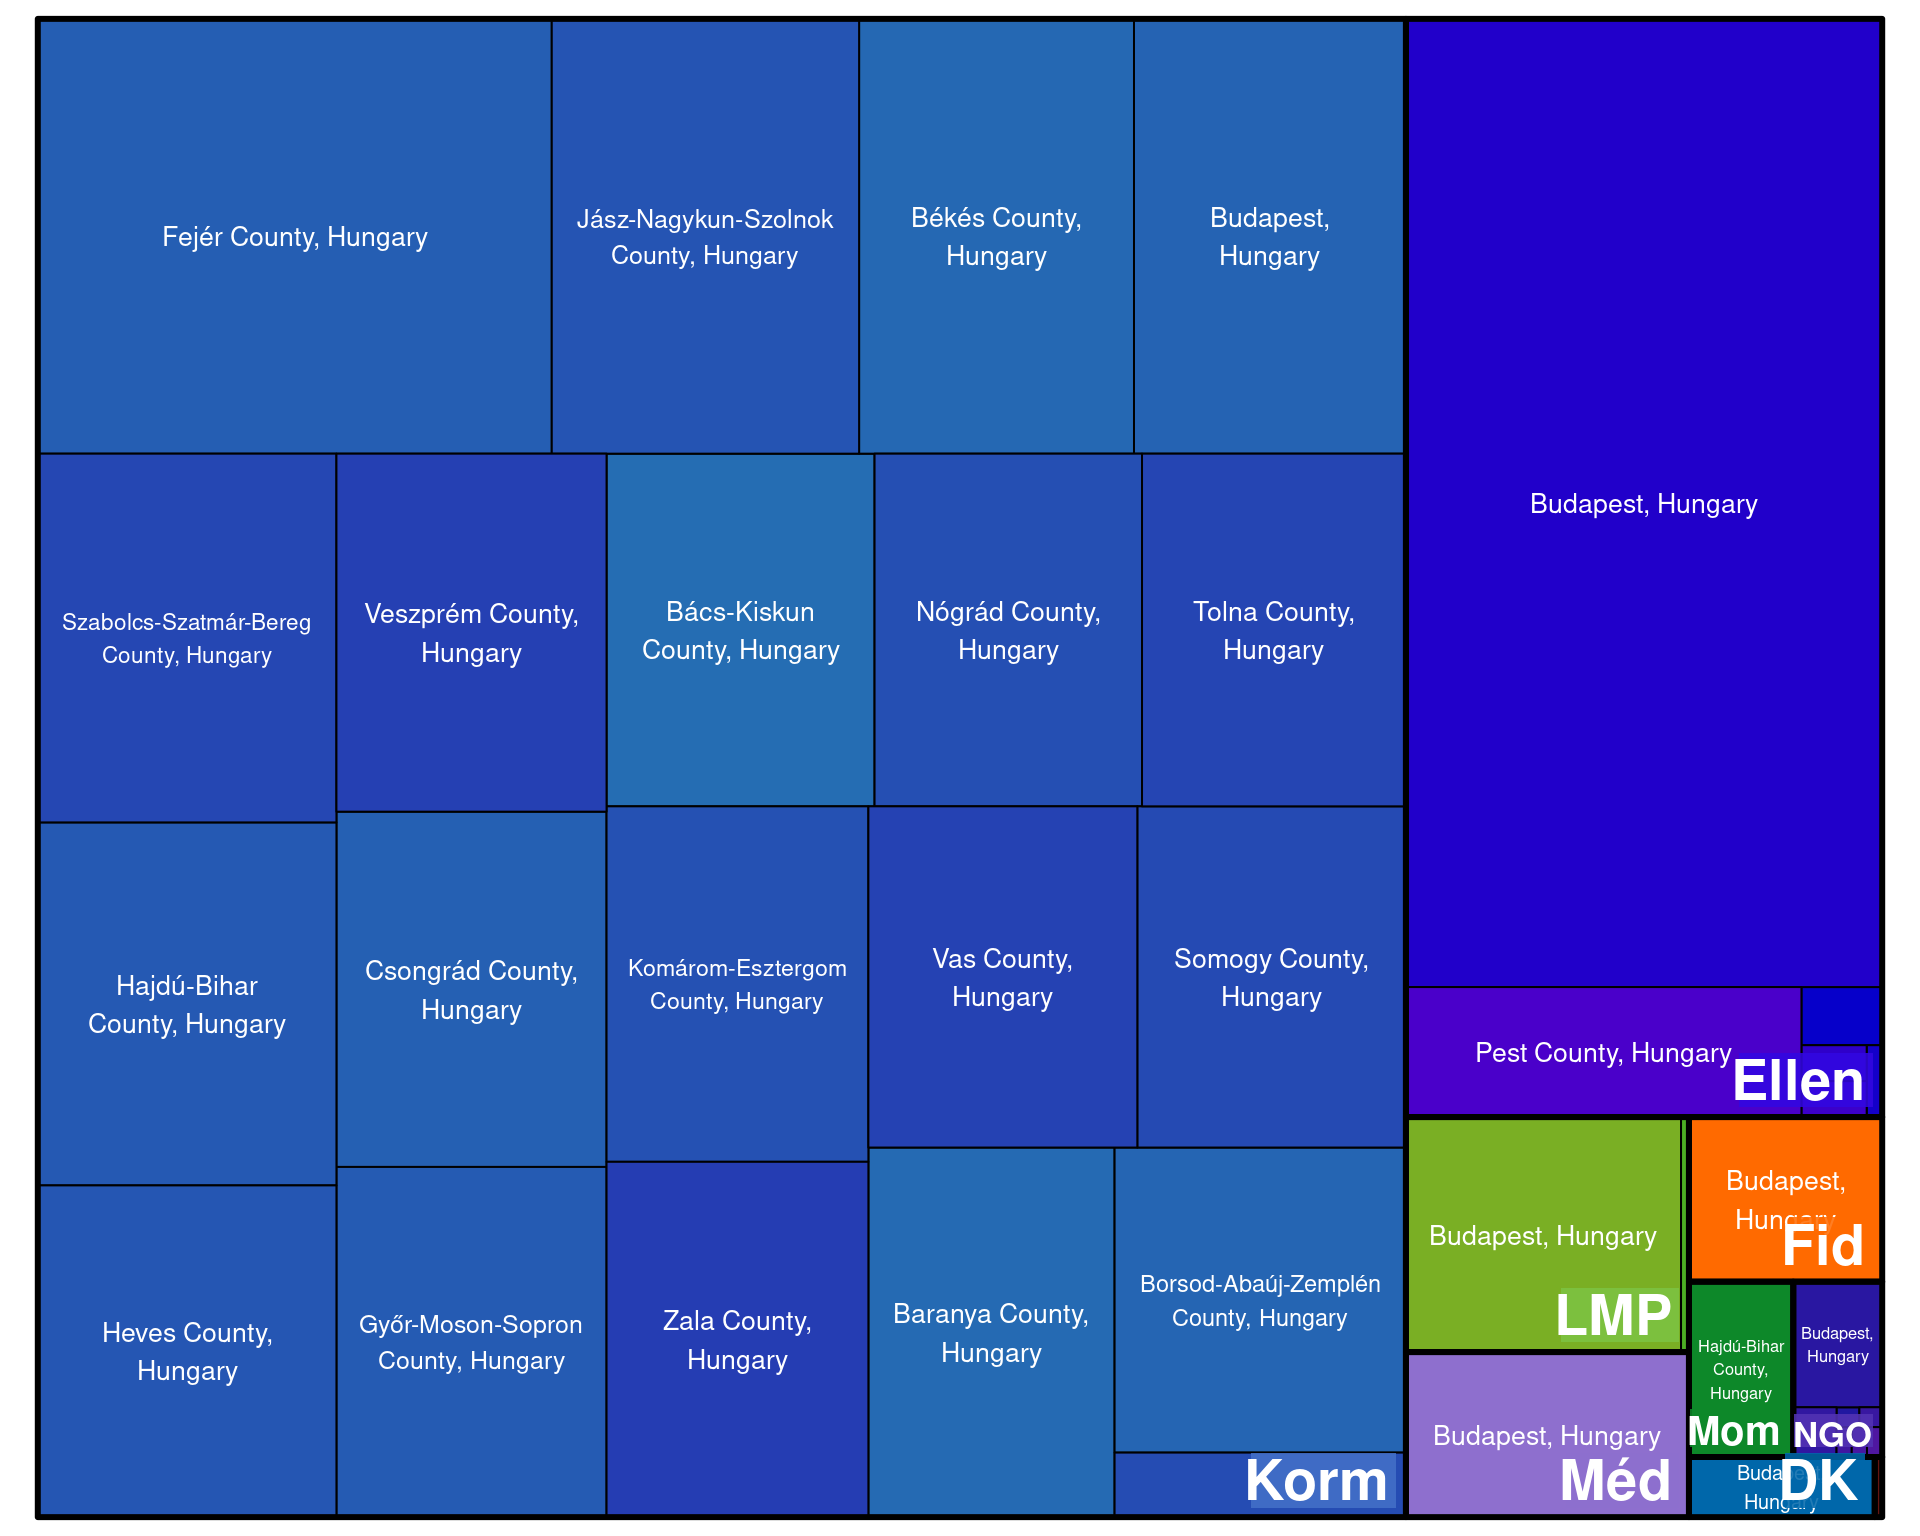 Fejér County, Hungary
Jász-Nagykun-Szolnok
County, Hungary
Békés County,
Hungary
Budapest,
Hungary
Budapest, Hungary
Szabolcs-Szatmár-Bereg
County, Hungary
Veszprém County,
Hungary
Bács-Kiskun
County, Hungary
Nógrád County,
Hungary
Tolna County,
Hungary
Hajdú-Bihar
County, Hungary
Csongrád County,
Hungary
Komárom-Esztergom
County, Hungary
Vas County,
Hungary
Somogy County,
Hungary
Pest County, Hungary
Ellen
Heves County,
Hungary
Győr-Moson-Sopron
County, Hungary
Zala County,
Hungary
Baranya County,
Hungary
Borsod-Abaúj-Zemplén
County, Hungary
Korm
Budapest, Hungary
LMP
Budapest,
Hungary
Fid
Budapest, Hungary
Méd
Hajdú-Bihar
County,
Hungary
Mom
Budapest,
Hungary
NGO
Budapest,
Hungary
DK